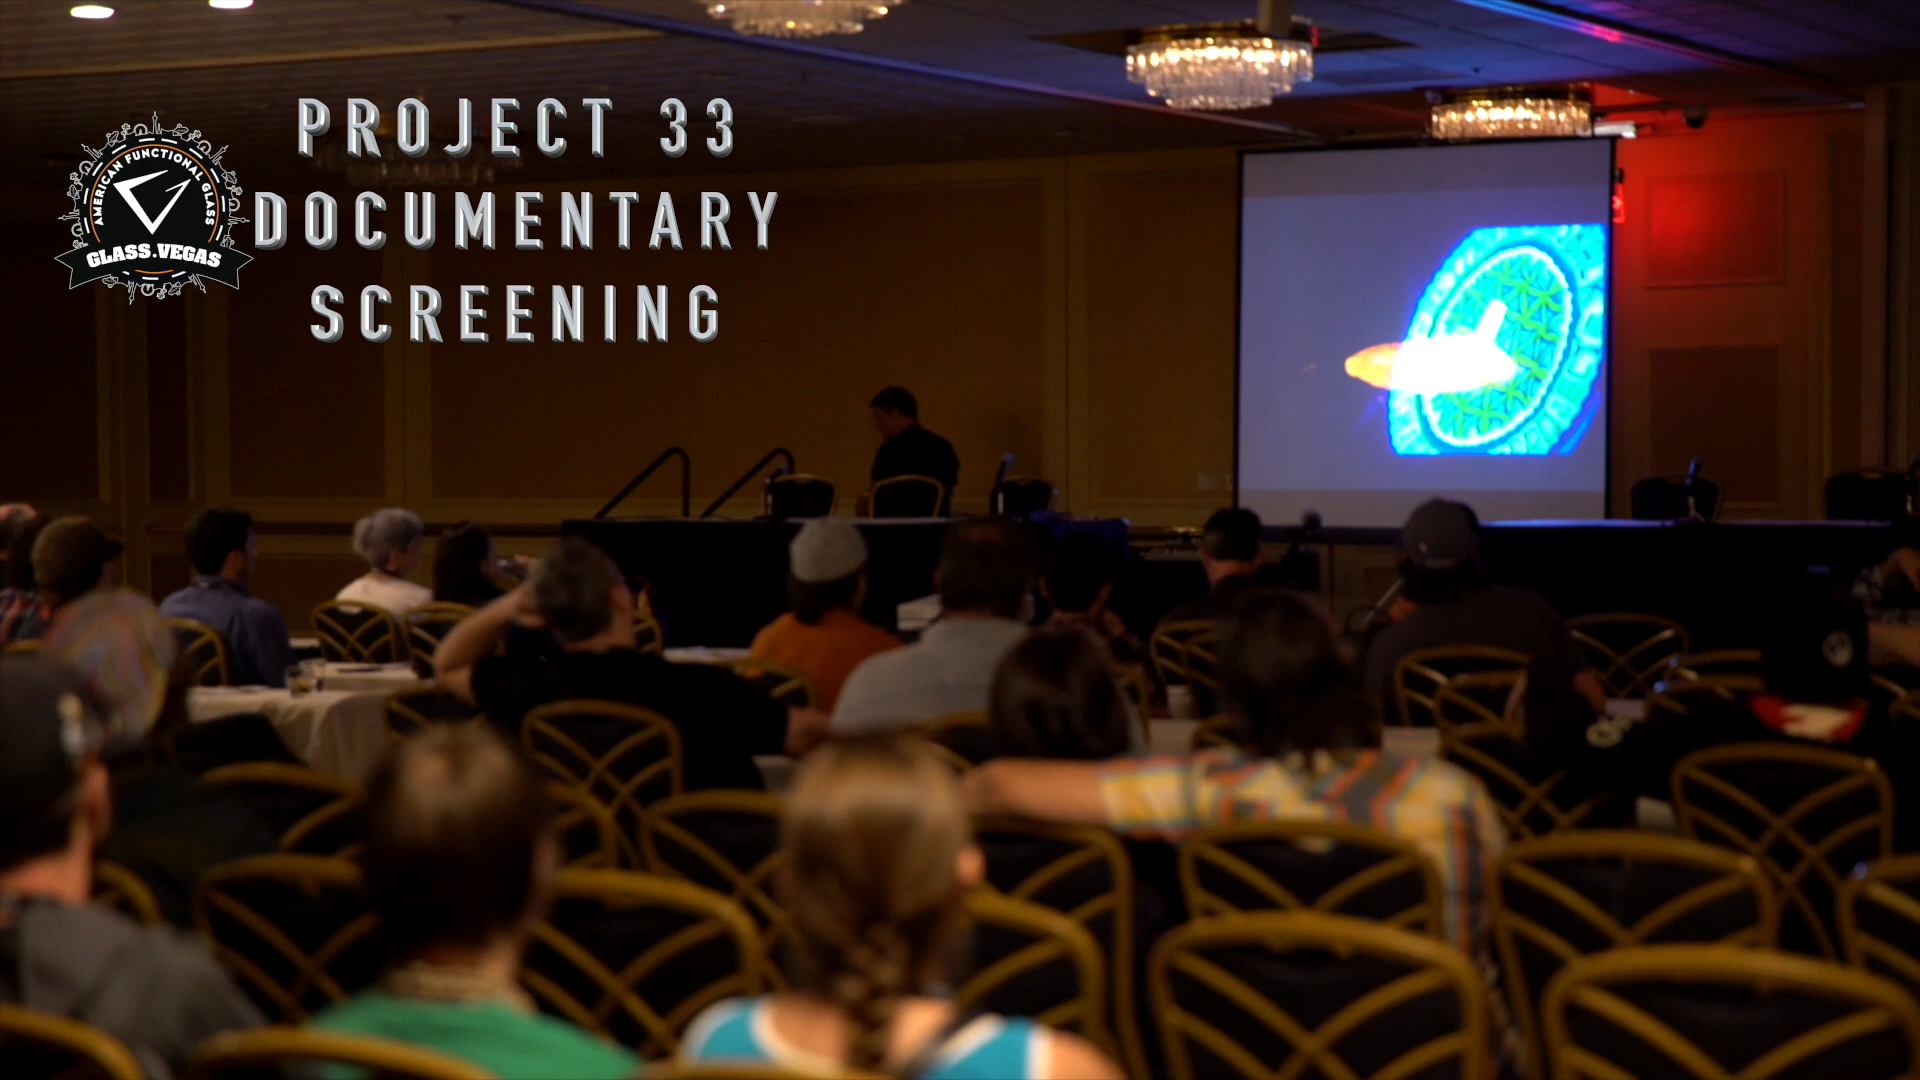 PROJECT 33
DOCUMENTARY
SCREENING
AMERICAN FUNCTIONAL GLASS
GLASS.VEGAS